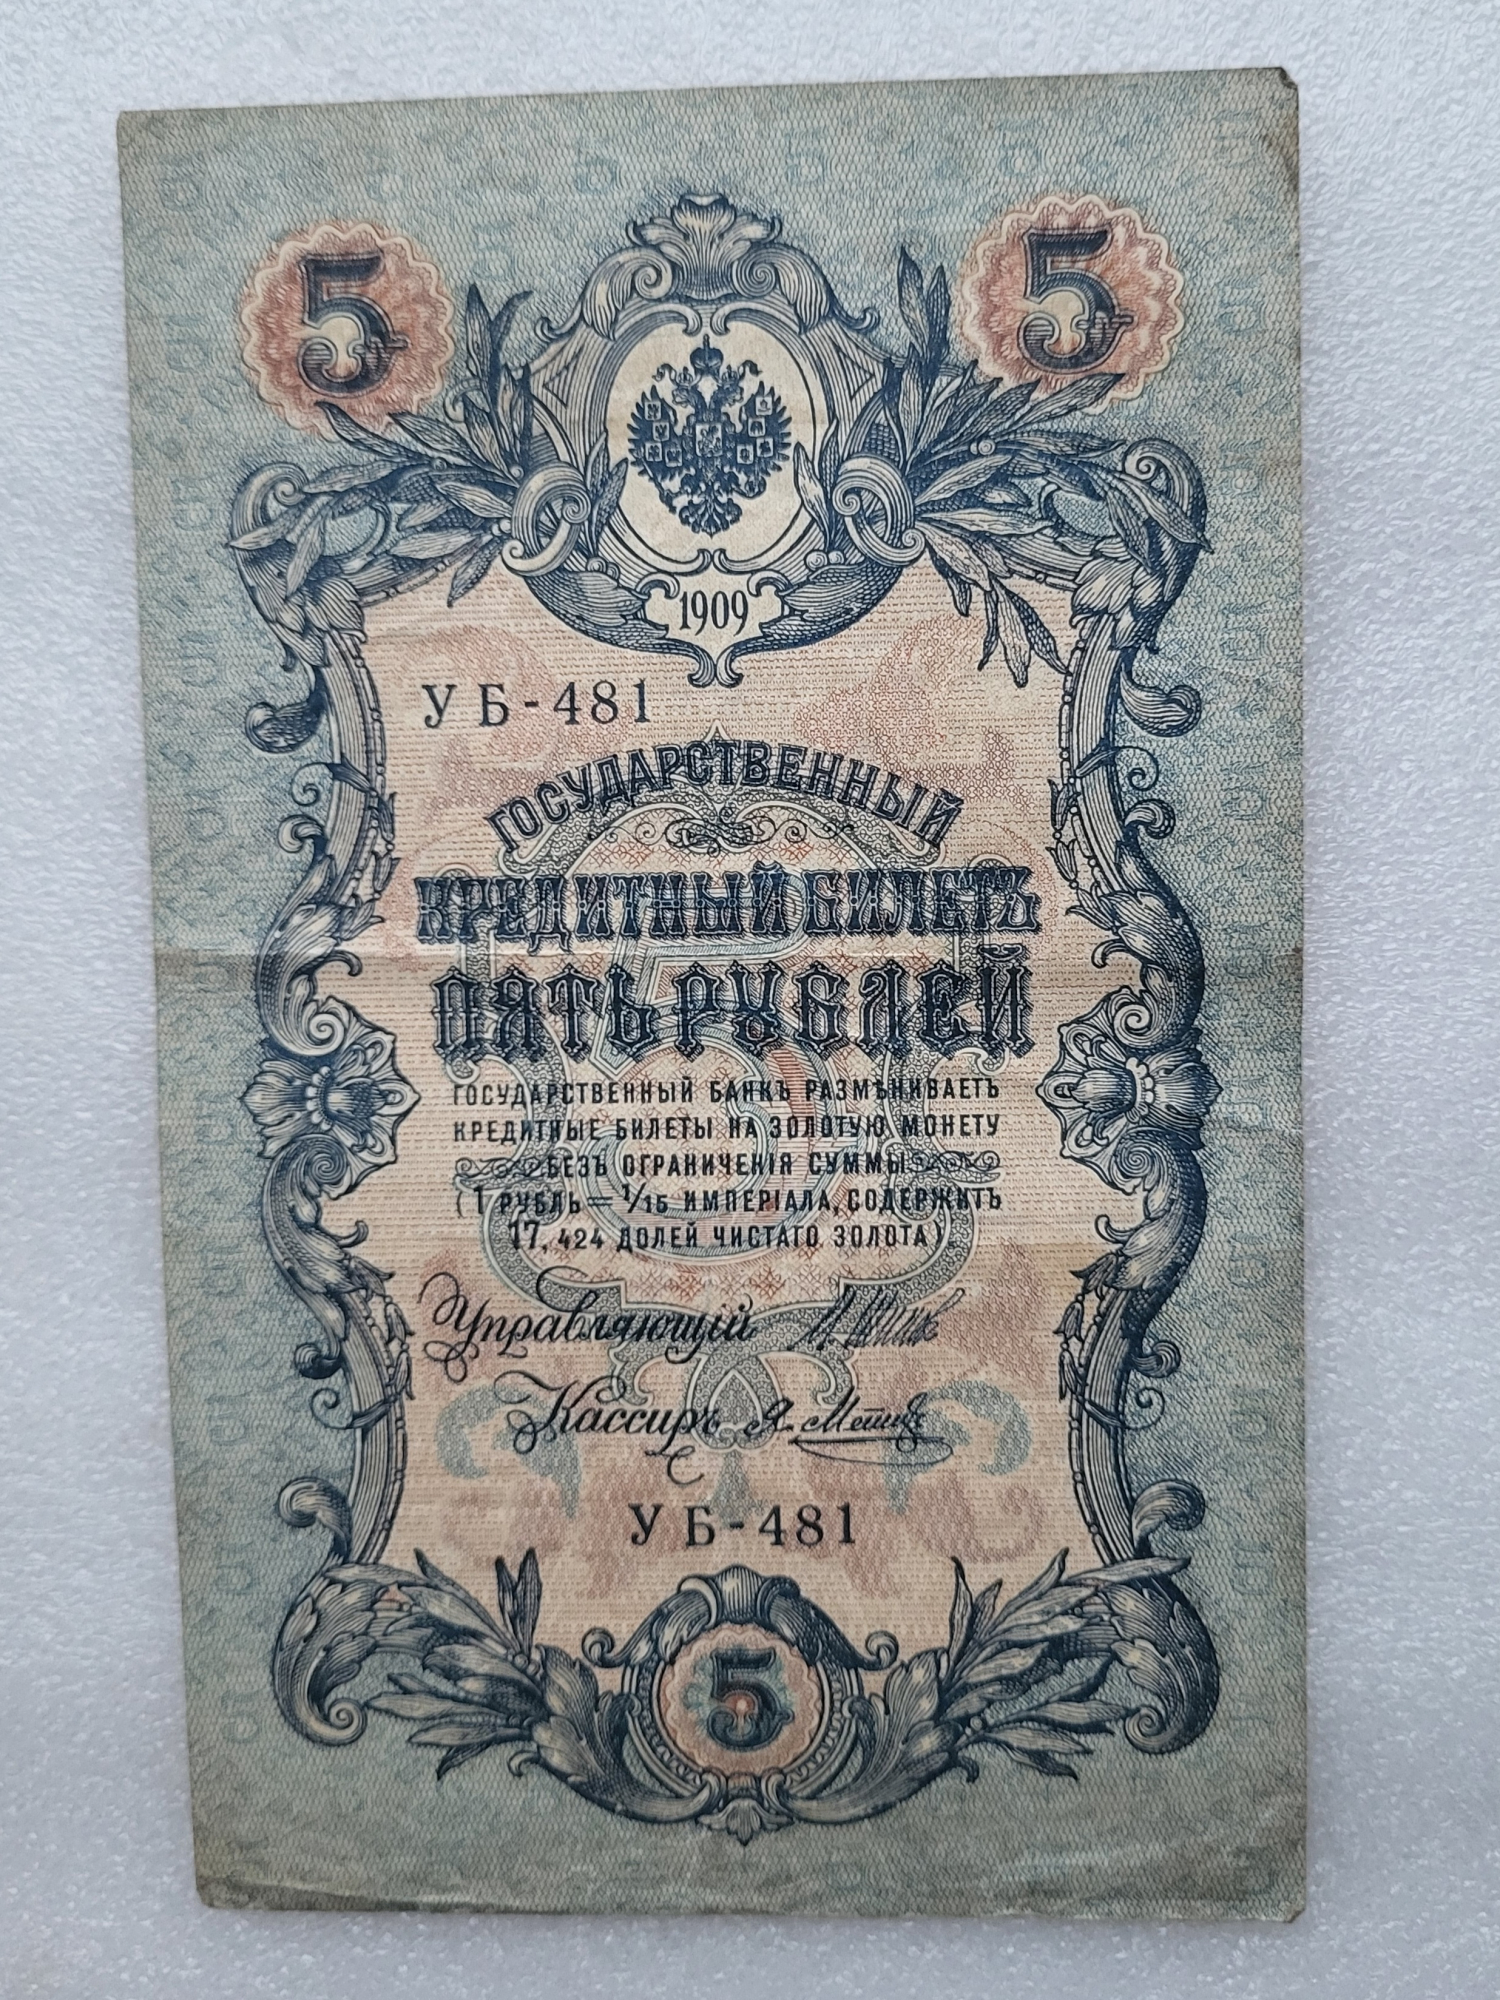 5 5
1909
УБ-481
ГОСУДАРСТВЕННЫЙ
КРЕДИТНЫЙ БИЛЕТЪ
ПЯТЬ РУБЛЕЙ
ГОСУДАРСТВЕННЫЙ БАНКЪ РАЗМѢНИВАЕТЪ
КРЕДИТНЫЕ БИЛЕТЫ НА ЗОЛОТУЮ МОНЕТУ
БЕЗЪ ОГРАНИЧЕНІЯ СУММЫ
(1 РУБЛЬ = 1/15 ИМПЕРІАЛА, СОДЕРЖИТЪ
17,424 ДОЛЕЙ ЧИСТАГО ЗОЛОТА).
Управляющій
Кассиръ Я. Метцъ
УБ-481
5